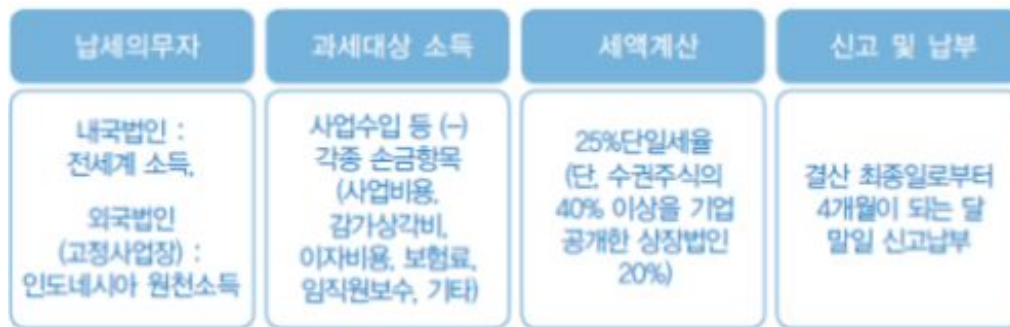 납세의무자
내국법인 :
전세계 소득,
외국법인
(고정사업장) :
인도네시아 원천소득
과세대상 소득
사업수입 등 (-)
각종 손금항목
(사업비용,
감가상각비,
이자비용, 보험료,
임직원보수, 기타)
세액계산
25%단일세율
(단, 수권주식의
40% 이상을 기업
공개한 상장법인
20%)
신고 및 납부
결산 최종일로부터
4개월이 되는 달
말일 신고납부